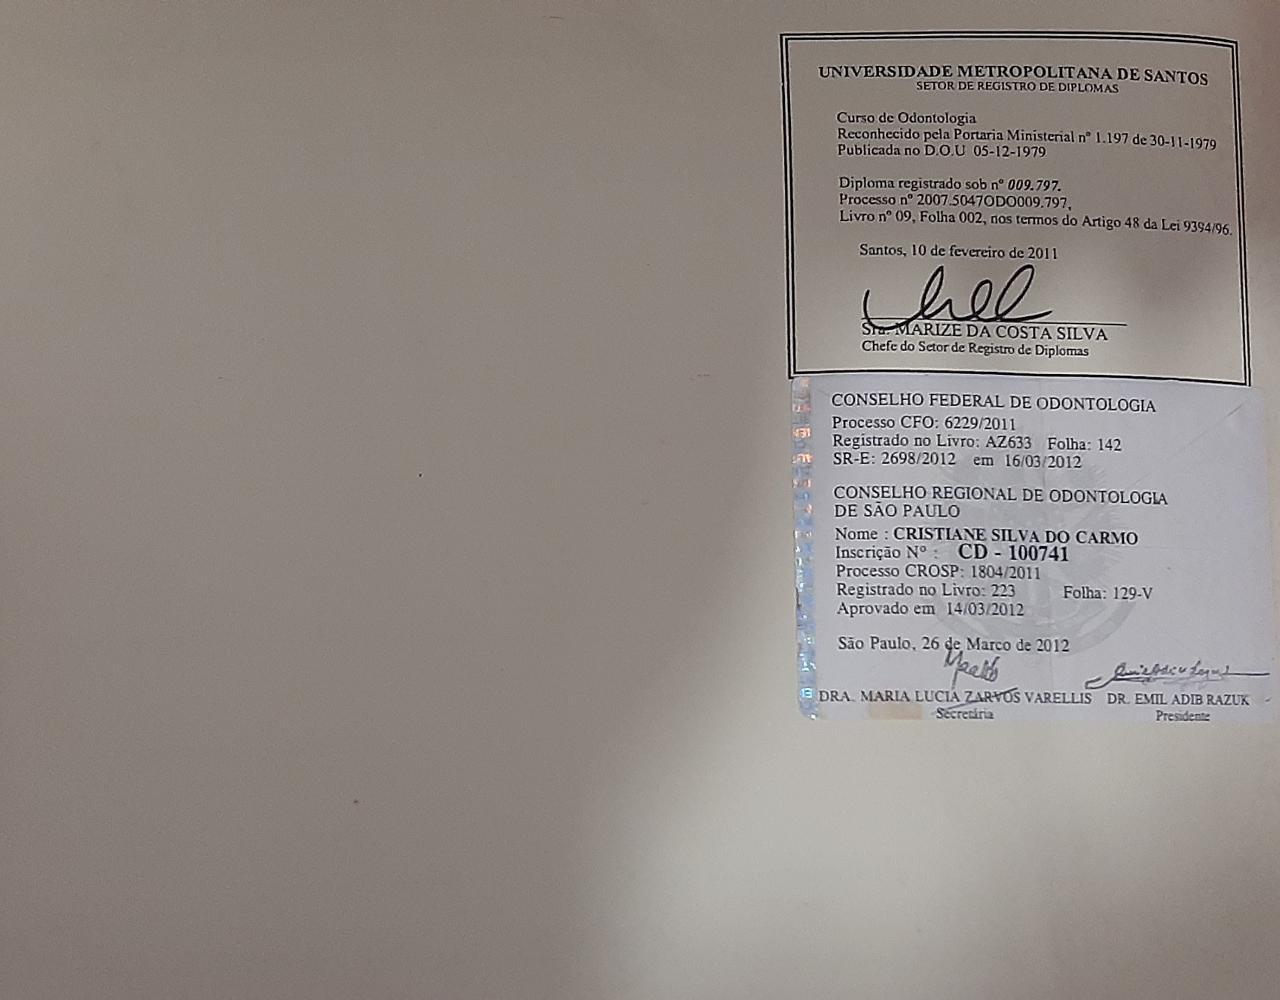 UNIVERSIDADE METROPOLITANA DE SANTOS
SETOR DE REGISTRO DE DIPLOMAS
Curso de Odontologia
Reconhecido pela Portaria Ministerial nº 1.197 de 30-11-1979
Publicada no D.O.U 05-12-1979
Diploma registrado sob nº 009.797.
Processo nº 2007.5047ODO009.797,
Livro nº 09, Folha 002, nos termos do Artigo 48 da Lei 9394/96.
Santos, 10 de fevereiro de 2011
Sra. MARIZE DA COSTA SILVA
Chefe do Setor de Registro de Diplomas
CONSELHO FEDERAL DE ODONTOLOGIA
Processo CFO: 6229/2011
Registrado no Livro: AZ633 Folha: 142
SR-E: 2698/2012 em 16/03/2012
CONSELHO REGIONAL DE ODONTOLOGIA
DE SÃO PAULO
Nome : CRISTIANE SILVA DO CARMO
Inscrição Nº : CD - 100741
Processo CROSP: 1804/2011
Registrado no Livro: 223 Folha: 129-V
Aprovado em 14/03/2012
São Paulo, 26 de Março de 2012
DRA. MARIA LUCIA ZARVOS VARELLIS DR. EMIL ADIB RAZUK
Secretária Presidente